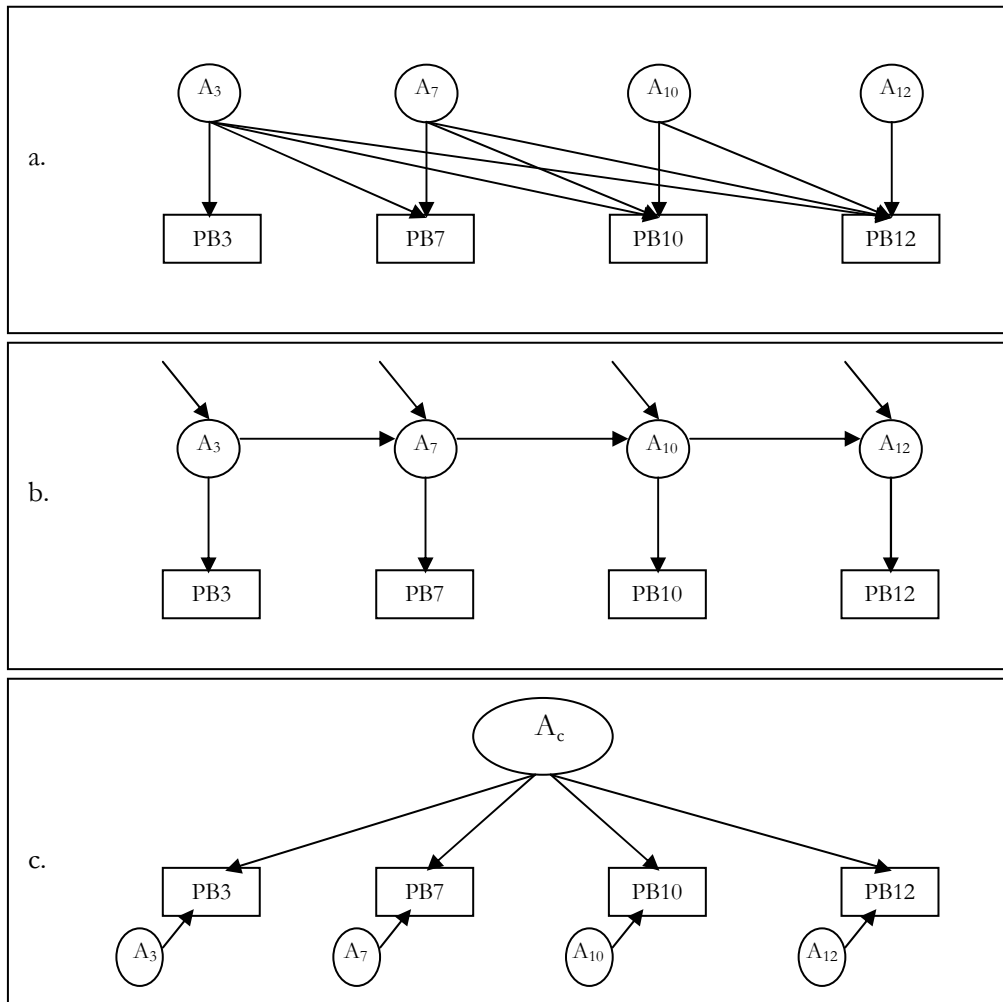 A₃ A₇ A₁₀ A₁₂
a.
PB3 PB7 PB10 PB12
A₃ A₇ A₁₀ A₁₂
b.
PB3 PB7 PB10 PB12
A꜀
c.
PB3 PB7 PB10 PB12
A₃ A₇ A₁₀ A₁₂